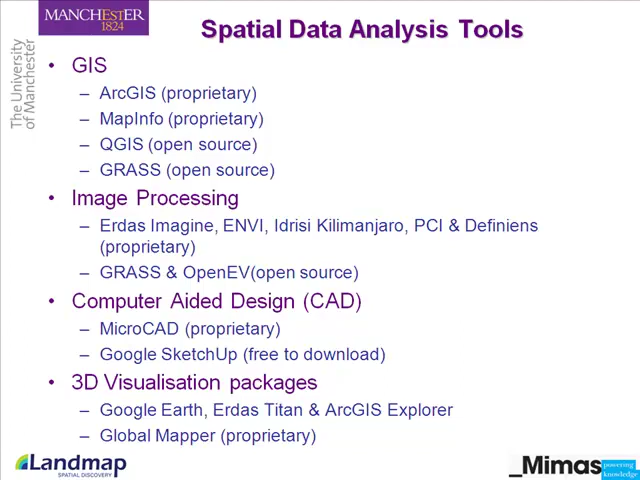 MANCHESTER
1824
The University
of Manchester
Spatial Data Analysis Tools
• GIS
– ArcGIS (proprietary)
– MapInfo (proprietary)
– QGIS (open source)
– GRASS (open source)
• Image Processing
– Erdas Imagine, ENVI, Idrisi Kilimanjaro, PCI & Definiens
(proprietary)
– GRASS & OpenEV(open source)
• Computer Aided Design (CAD)
– MicroCAD (proprietary)
– Google SketchUp (free to download)
• 3D Visualisation packages
– Google Earth, Erdas Titan & ArcGIS Explorer
– Global Mapper (proprietary)
Landmap
SPATIAL DISCOVERY
_Mimas
powering
knowledge